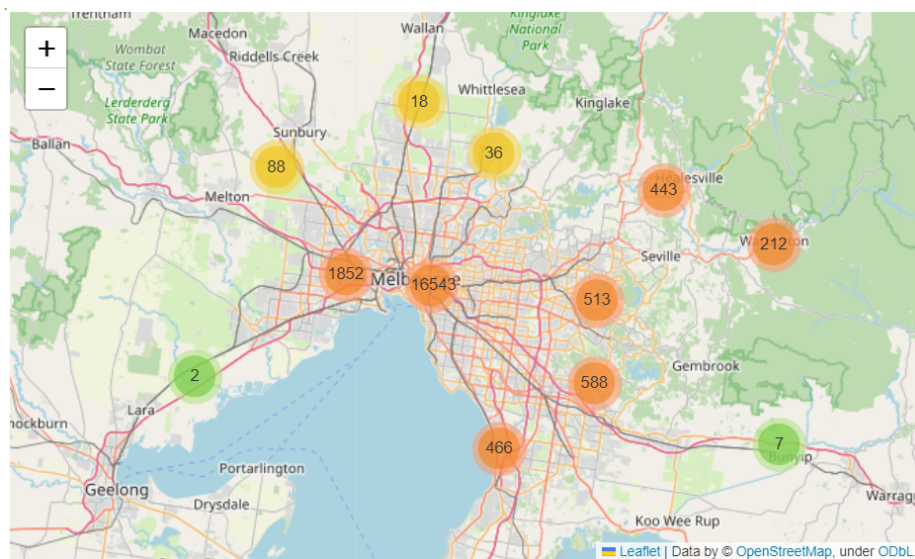 Trentham
Macedon
Wallan
Kinglake
National
Park
+
Wombat
State Forest
Riddells Creek
−
18
Whittlesea
Kinglake
Lerderderg
State Park
Sunbury
Ballan
88
36
Healesville
443
Melton
212
Seville
1852
16543
513
2
588
Gembrook
Lara
466
7
Bunyip
Portarlington
Geelong
Drysdale
Koo Wee Rup
Leaflet | Data by © OpenStreetMap, under ODbL